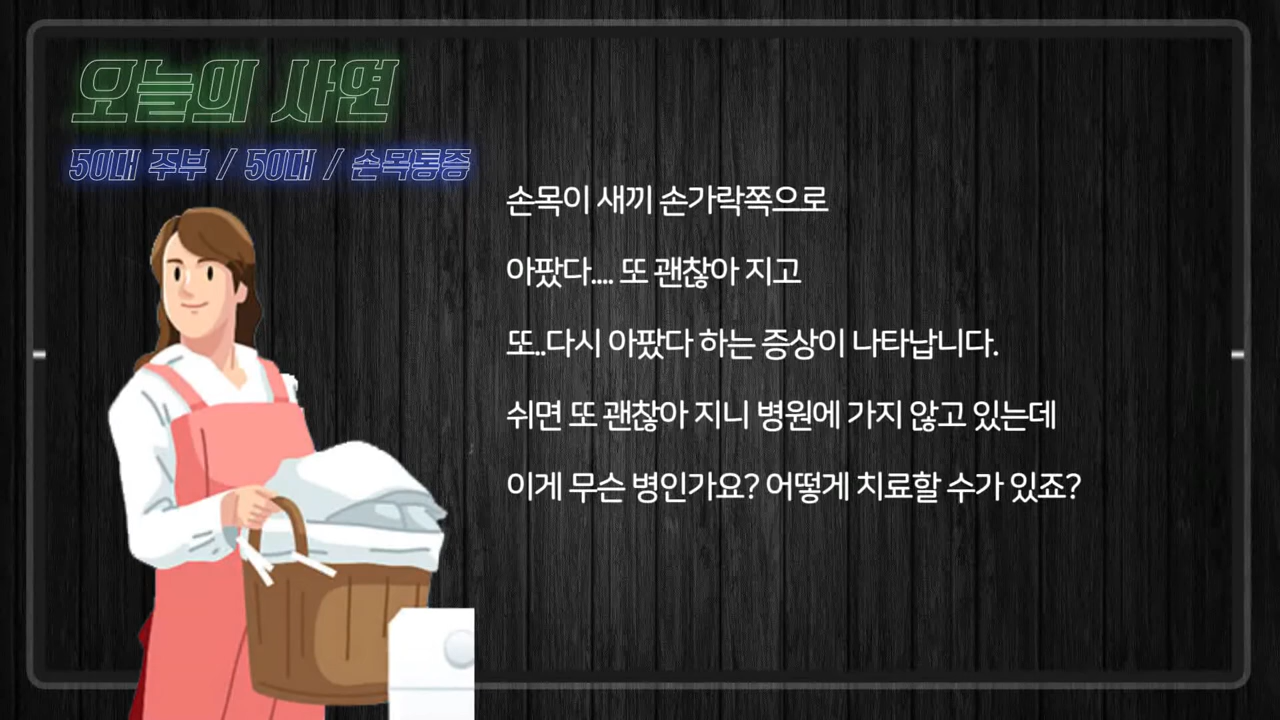 오늘의 사연
50대 주부 / 50대 / 손목통증
손목이 새끼 손가락쪽으로
아팠다.... 또 괜찮아 지고
또..다시 아팠다 하는 증상이 나타납니다.
쉬면 또 괜찮아 지니 병원에 가지 않고 있는데
이게 무슨 병인가요? 어떻게 치료할 수가 있죠?